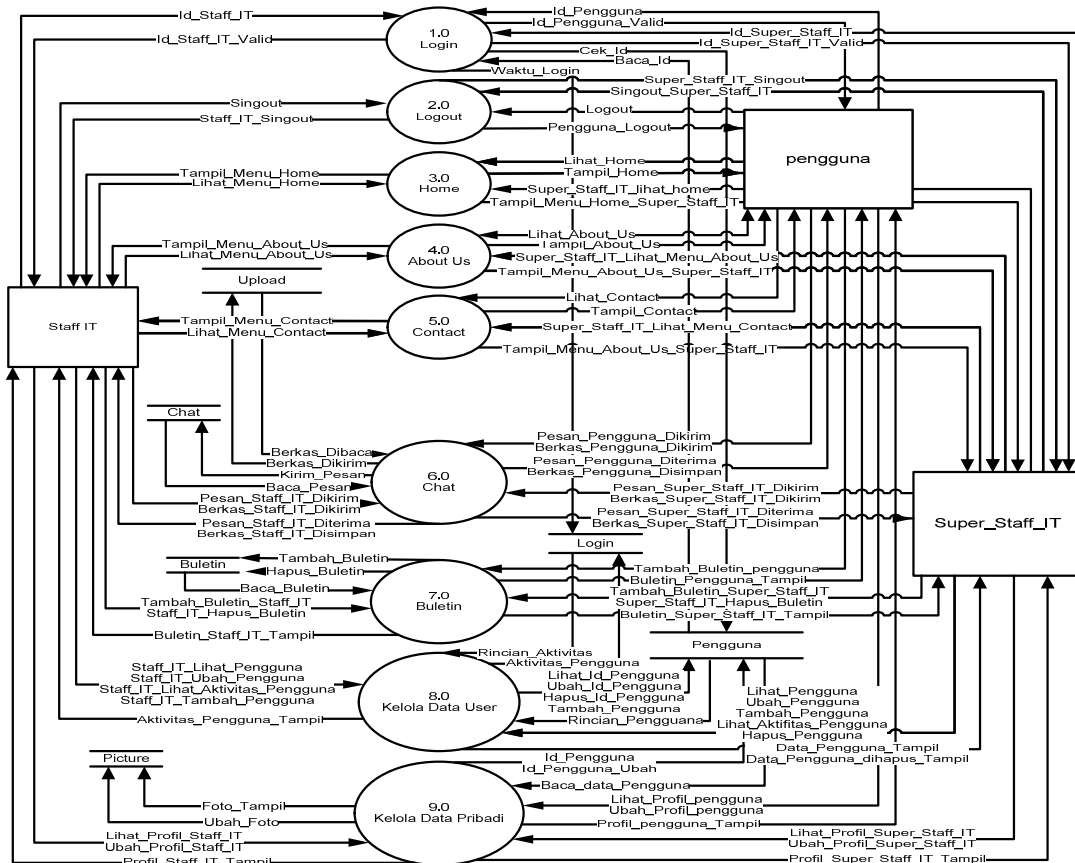 Id_Staff_IT
Id_Staff_IT_Valid
1.0
Login
Id_Pengguna
Id_Pengguna_Valid
Id_Super_Staff_IT
Id_Super_Staff_IT_Valid
Cek_Id
Baca_Id
Waktu_Login
Super_Staff_IT_Singout
Singout_Super_Staff_IT
Singout
Staff_IT_Singout
2.0
Logout
Logout
Pengguna_Logout
pengguna
Tampil_Menu_Home
Lihat_Menu_Home
3.0
Home
Lihat_Home
Tampil_Home
Super_Staff_IT_lihat_home
Tampil_Menu_Home_Super_Staff_IT
Tampil_Menu_About_Us
Lihat_Menu_About_Us
4.0
About Us
Lihat_About_Us
Tampil_About_Us
Super_Staff_IT_Lihat_Menu_About_Us
Tampil_Menu_About_Us_Super_Staff_IT
Upload
Staff IT
Tampil_Menu_Contact
Lihat_Menu_Contact
5.0
Contact
Lihat_Contact
Tampil_Contact
Super_Staff_IT_Lihat_Menu_Contact
Tampil_Menu_About_Us_Super_Staff_IT
Chat
Berkas_Dibaca
Berkas_Dikirim
Kirim_Pesan
Baca_Pesan
Pesan_Staff_IT_Dikirim
Berkas_Staff_IT_Dikirim
Pesan_Staff_IT_Diterima
Berkas_Staff_IT_Disimpan
6.0
Chat
Pesan_Pengguna_Dikirim
Berkas_Pengguna_Dikirim
Pesan_Pengguna_Diterima
Berkas_Pengguna_Disimpan
Pesan_Super_Staff_IT_Dikirim
Berkas_Super_Staff_IT_Dikirim
Pesan_Super_Staff_IT_Diterima
Berkas_Super_Staff_IT_Disimpan
Super_Staff_IT
Login
Buletin
Tambah_Buletin
Hapus_Buletin
Baca_Buletin
Tambah_Buletin_Staff_IT
Staff_IT_Hapus_Buletin
Buletin_Staff_IT_Tampil
7.0
Buletin
Tambah_Buletin_pengguna
Buletin_Pengguna_Tampil
Tambah_Buletin_Super_Staff_IT
Super_Staff_IT_Hapus_Buletin
Buletin_Super_Staff_IT_Tampil
Pengguna
Staff_IT_Lihat_Pengguna
Staff_IT_Ubah_Pengguna
Staff_IT_Lihat_Aktivitas_Pengguna
Staff_IT_Tambah_Pengguna
Aktivitas_Pengguna_Tampil
8.0
Kelola Data User
Rincian_Aktivitas
Aktivitas_Pengguna
Lihat_Id_Pengguna
Ubah_Id_Pengguna
Hapus_Id_Pengguna
Tambah_Pengguna
Rincian_Pengguana
Lihat_Pengguna
Ubah_Pengguna
Tambah_Pengguna
Lihat_Aktifitas_Pengguna
Hapus_Pengguna
Data_Pengguna_Tampil
Data_Pengguna_dihapus_Tampil
Picture
Foto_Tampil
Ubah_Foto
Lihat_Profil_Staff_IT
Ubah_Profil_Staff_IT
Profil_Staff_IT_Tampil
9.0
Kelola Data Pribadi
Id_Pengguna
Id_Pengguna_Ubah
Baca_data_Pengguna
Lihat_Profil_pengguna
Ubah_Profil_pengguna
Profil_pengguna_Tampil
Lihat_Profil_Super_Staff_IT
Ubah_Profil_Super_Staff_IT
Profil_Super_Staff_IT_Tampil